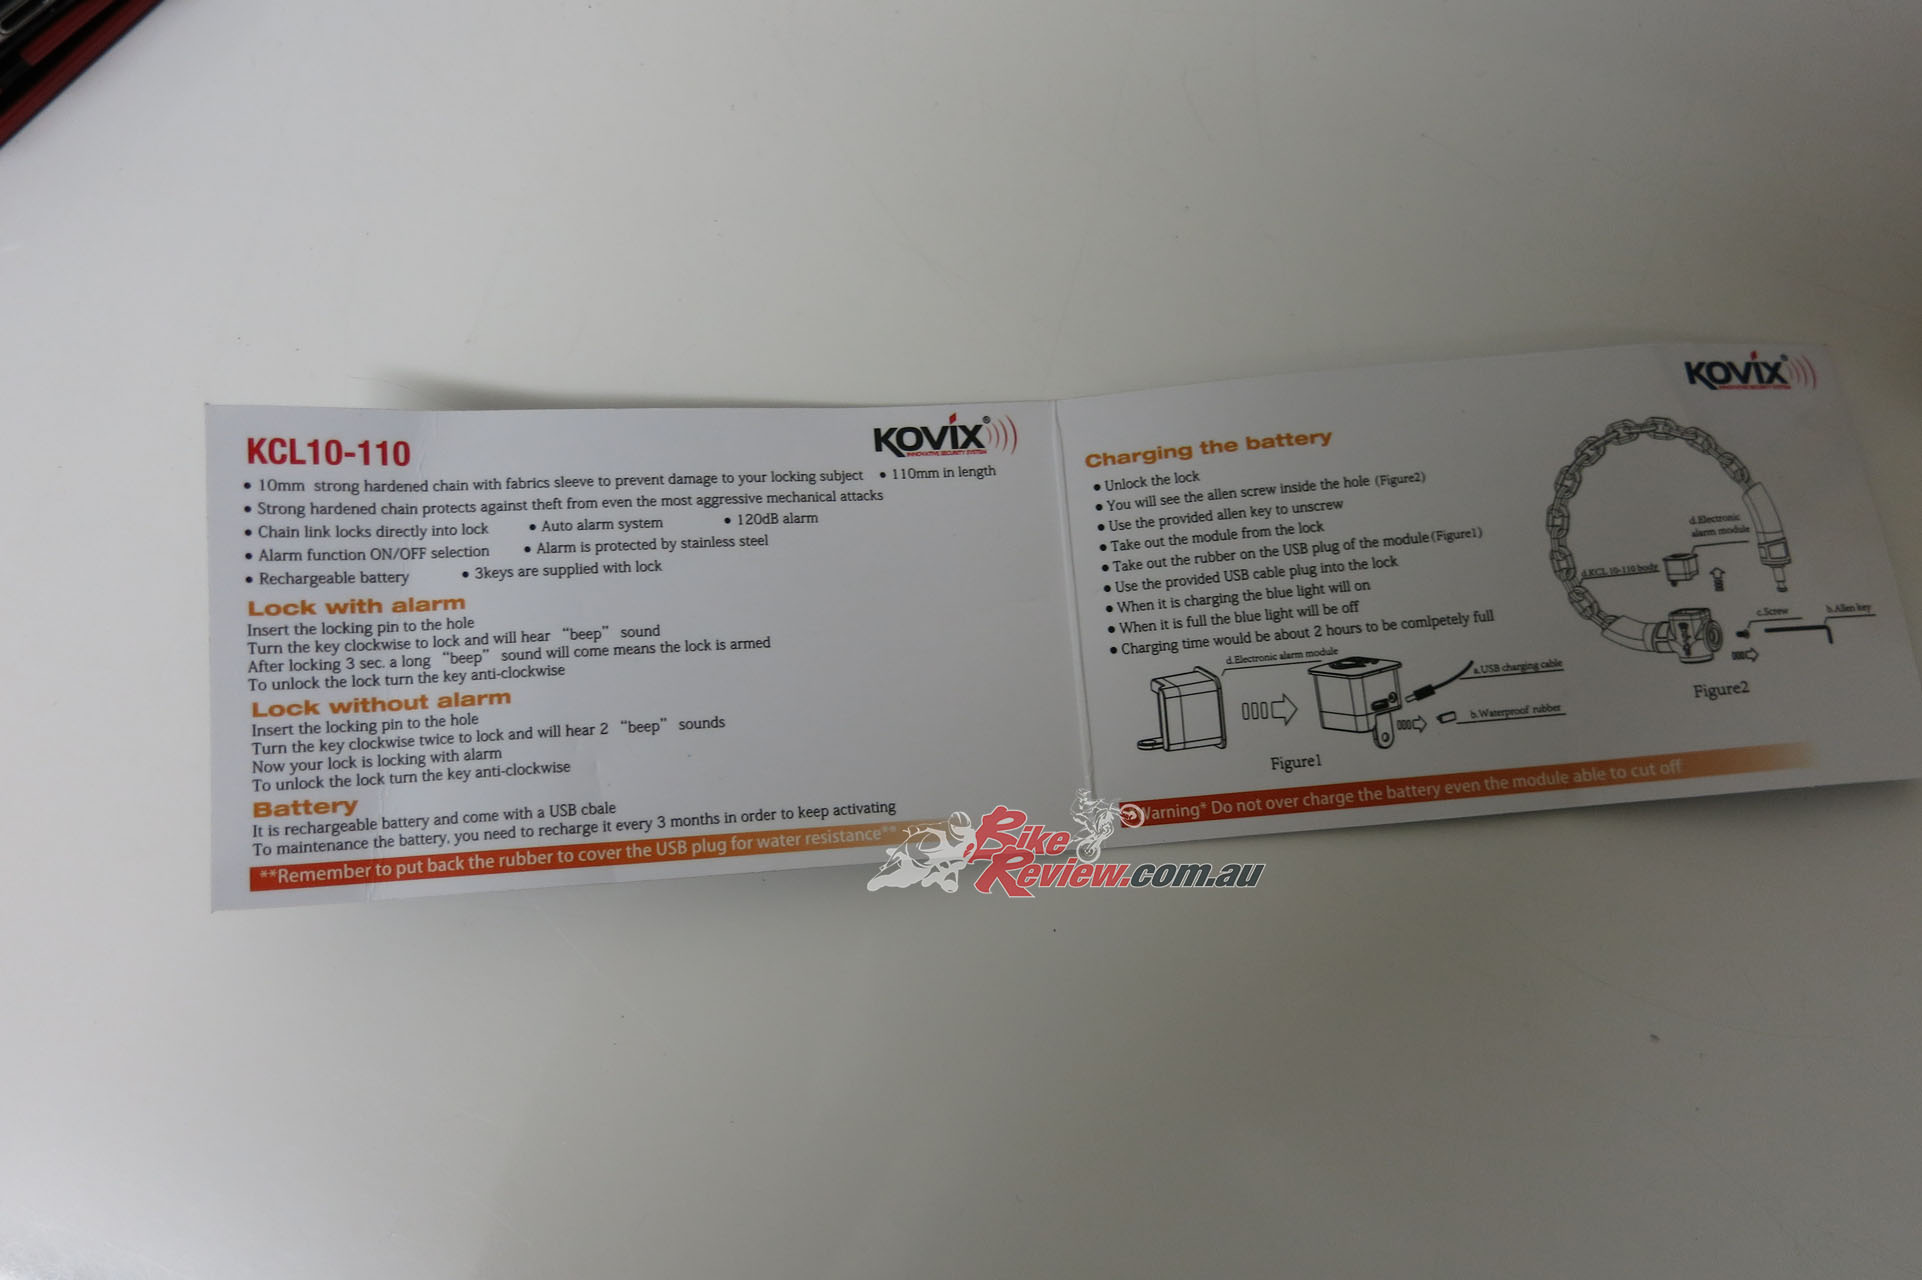 KOVIX®
INNOVATIVE SECURITY SYSTEM
KCL10-110
• 10mm strong hardened chain with fabrics sleeve to prevent damage to your locking subject • 110mm in length
• Strong hardened chain protects against theft from even the most aggressive mechanical attacks
• Chain link locks directly into lock • Auto alarm system • 120dB alarm
• Alarm function ON/OFF selection • Alarm is protected by stainless steel
• Rechargeable battery • 3keys are supplied with lock
Lock with alarm
Insert the locking pin to the hole
Turn the key clockwise to lock and will hear “beep” sound
After locking 3 sec. a long “beep” sound will come means the lock is armed
To unlock the lock turn the key anti-clockwise
Lock without alarm
Insert the locking pin to the hole
Turn the key clockwise twice to lock and will hear 2 “beep” sounds
Now your lock is locking with alarm
To unlock the lock turn the key anti-clockwise
Battery
It is rechargeable battery and come with a USB cbale
To maintenance the battery, you need to recharge it every 3 months in order to keep activating
**Remember to put back the rubber to cover the USB plug for water resistance**
KOVIX®
INNOVATIVE SECURITY SYSTEM
Charging the battery
• Unlock the lock
• You will see the allen screw inside the hole (Figure2)
• Use the provided allen key to unscrew
• Take out the module from the lock
• Take out the rubber on the USB plug of the module(Figure1)
• Use the provided USB cable plug into the lock
• When it is charging the blue light will on
• When it is full the blue light will be off
• Charging time would be about 2 hours to be comlpetely full
d.Electronic alarm module
a.USB charging cable
b.Waterproof rubber
Figure1
d.Electronic
alarm module
d.KCL 10-110 body
c.Screw
b.Allen key
Figure2
*Warning* Do not over charge the battery even the module able to cut off
Bike
Review.com.au